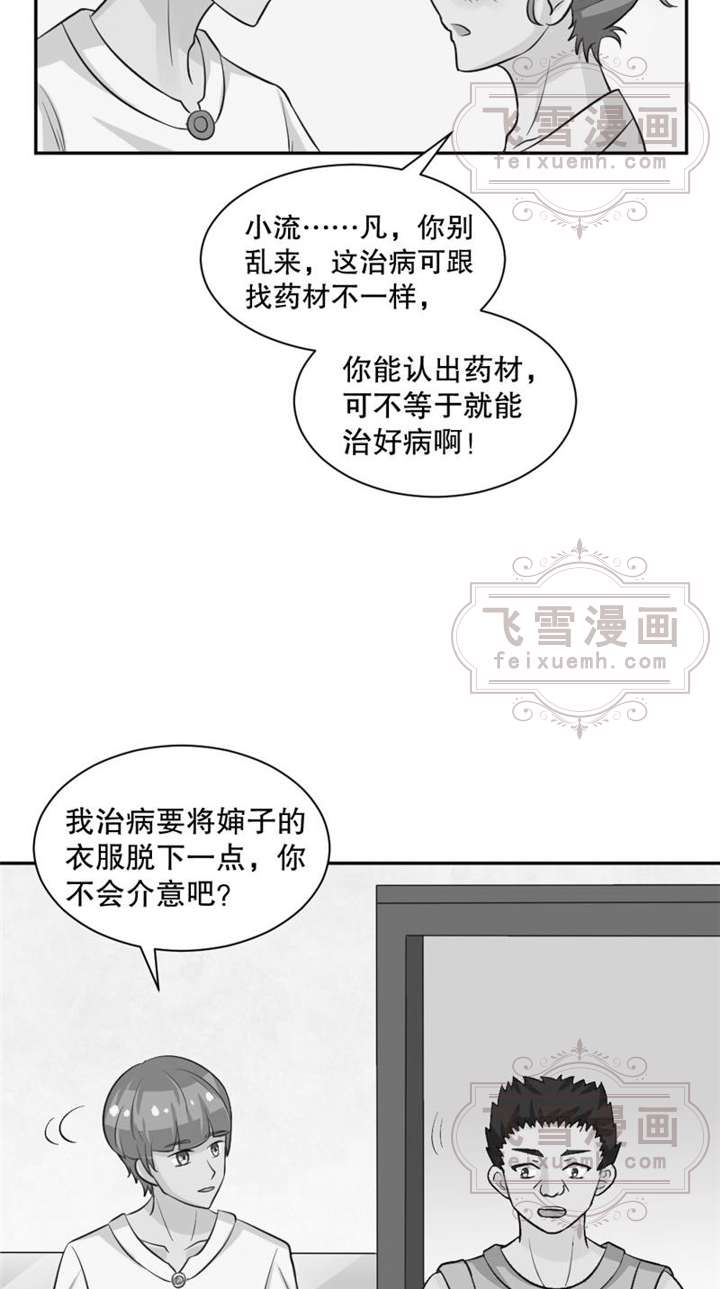 飞雪漫画
feixuemh.com
小流……凡，你别
乱来，这治病可跟
找药材不一样，
你能认出药材，
可不等于就能
治好病啊！
飞雪漫画
feixuemh.com
我治病要将婶子的
衣服脱下一点，你
不会介意吧？
飞雪漫画
feixuemh.com